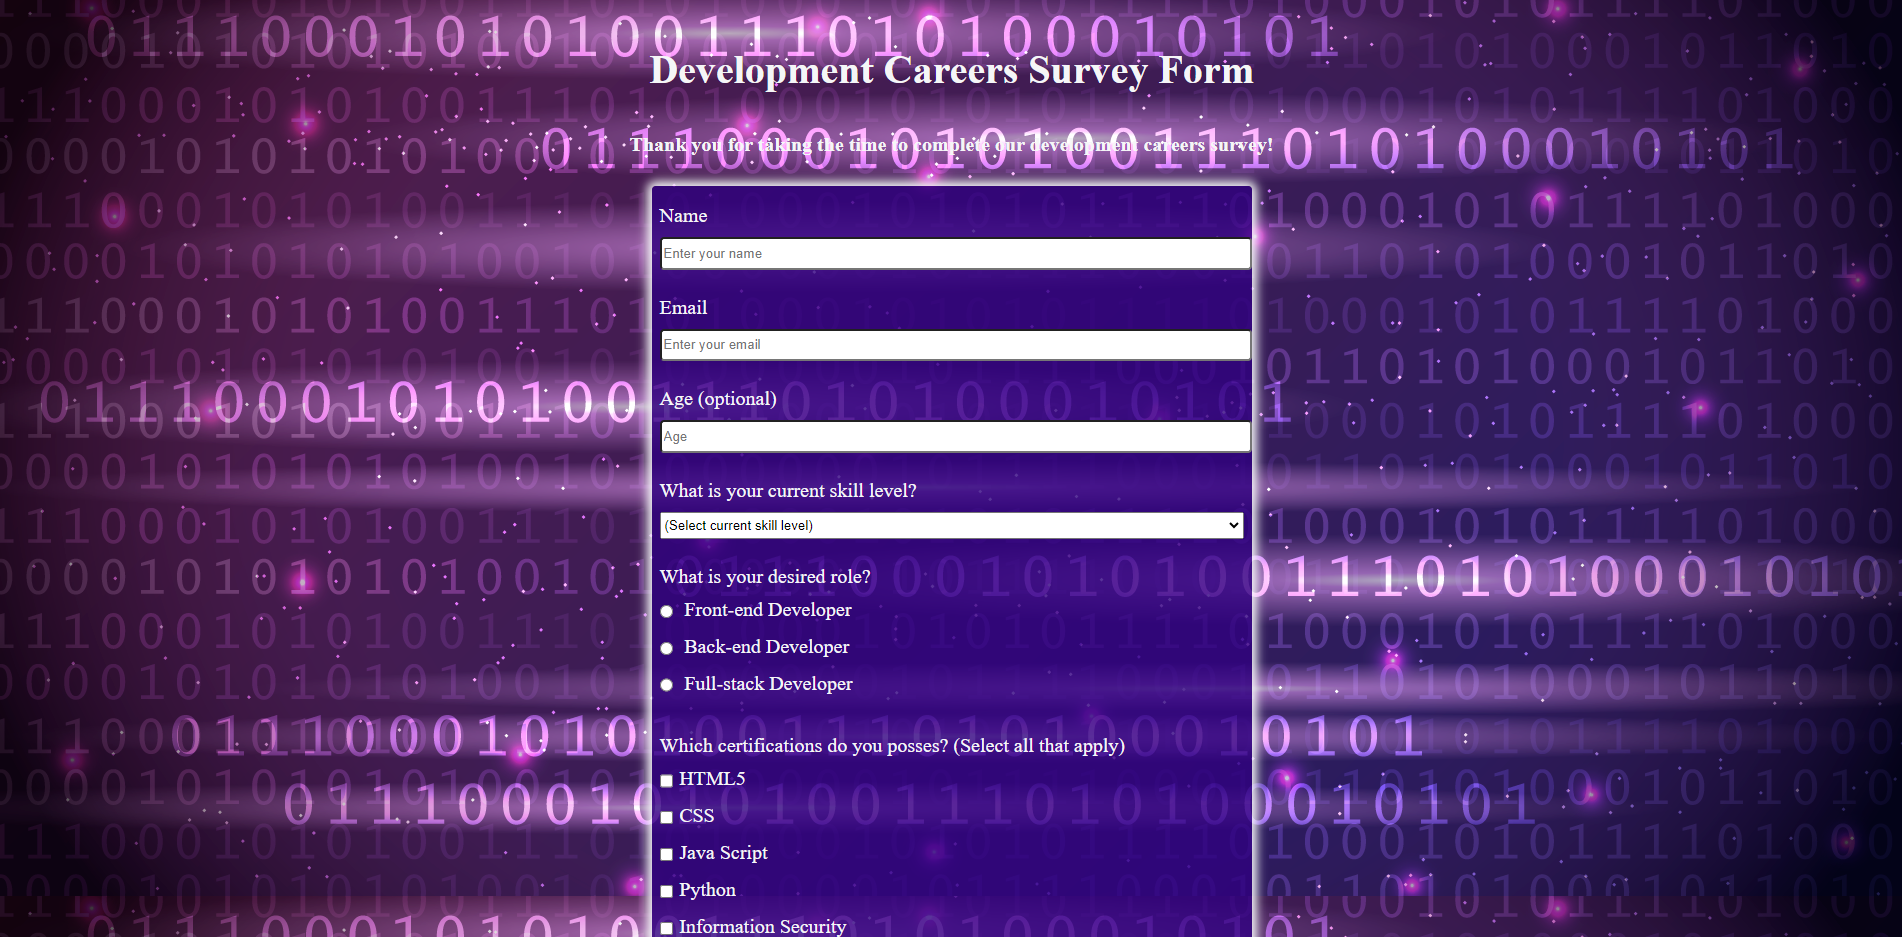 Development Careers Survey Form
Thank you for taking the time to complete our development careers survey!
Name
Enter your name
Email
Enter your email
Age (optional)
Age
What is your current skill level?
(Select current skill level)
What is your desired role?
Front-end Developer
Back-end Developer
Full-stack Developer
Which certifications do you posses? (Select all that apply)
HTML5
CSS
Java Script
Python
Information Security